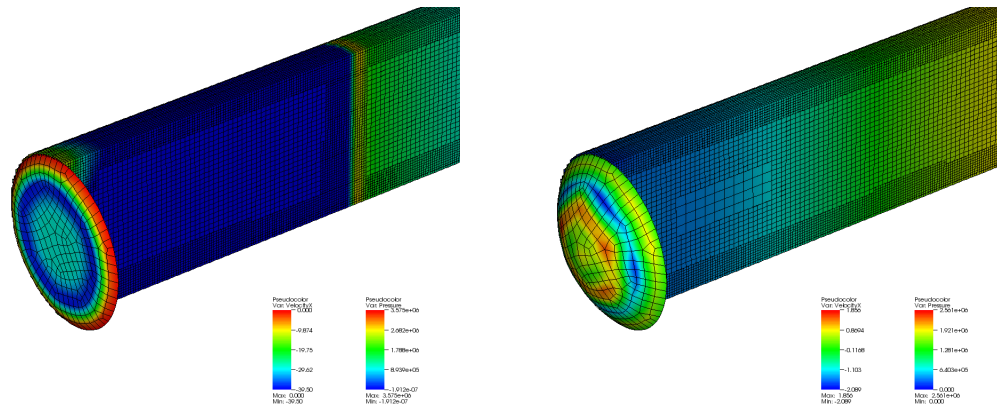 Pseudocolor
Var: VelocityX
0.000
-9.874
-19.75
-29.62
-39.50
Max: 0.000
Min: -39.50
Pseudocolor
Var: Pressure
3.575e+06
2.682e+06
1.788e+06
8.939e+05
-1.912e-07
Max: 3.575e+06
Min: -1.912e-07
Pseudocolor
Var: VelocityX
1.856
0.8694
-0.1168
-1.103
-2.089
Max: 1.856
Min: -2.089
Pseudocolor
Var: Pressure
2.561e+06
1.921e+06
1.281e+06
6.403e+05
0.000
Max: 2.561e+06
Min: 0.000